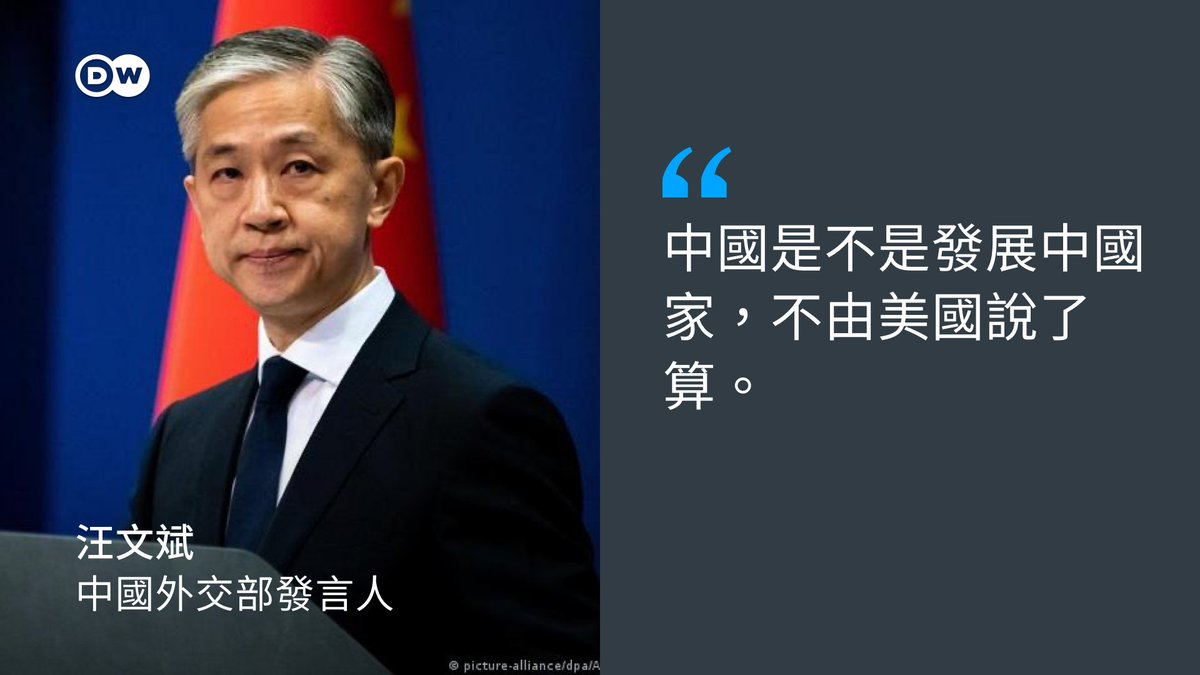 DW
中國是不是發展中國
家，不由美國說了
算。
汪文斌
中國外交部發言人
© picture-alliance/dpa/A